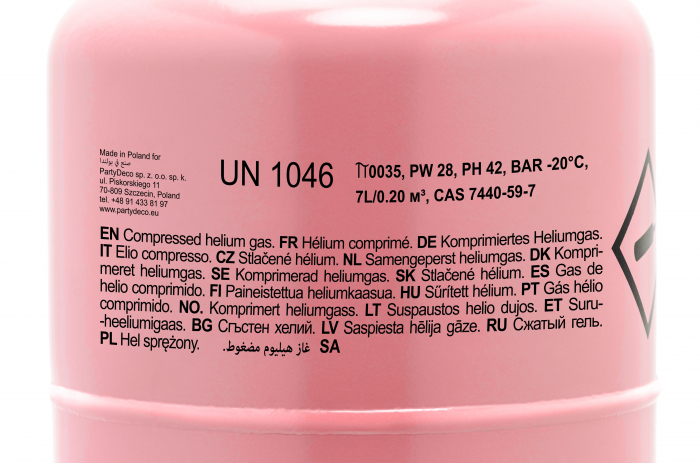 Made in Poland for
صنع في بولندا
PartyDeco sp. z. o.o. sp. k.
ul. Piskorskiego 11
70-809 Szczecin, Poland
tel. +48 91 433 81 97
www.partydeco.eu
UN 1046
π0035, PW 28, PH 42, BAR -20°C,
7L/0.20 м³, CAS 7440-59-7
EN Compressed helium gas. FR Hélium comprimé. DE Komprimiertes Heliumgas.
IT Elio compresso. CZ Stlačené hélium. NL Samengeperst heliumgas. DK Kompri-
meret heliumgas. SE Komprimerad heliumgas. SK Stlačené hélium. ES Gas de
helio comprimido. FI Paineistettua heliumkaasua. HU Sűrített hélium. PT Gás hélio
comprimido. NO. Komprimert heliumgass. LT Suspaustos helio dujos. ET Suru-
-heeliumigaas. BG Сгъстен хелий. LV Saspiesta hēlija gāze. RU Сжатый гель.
PL Hel sprężony. غاز هيليوم مضغوط. SA